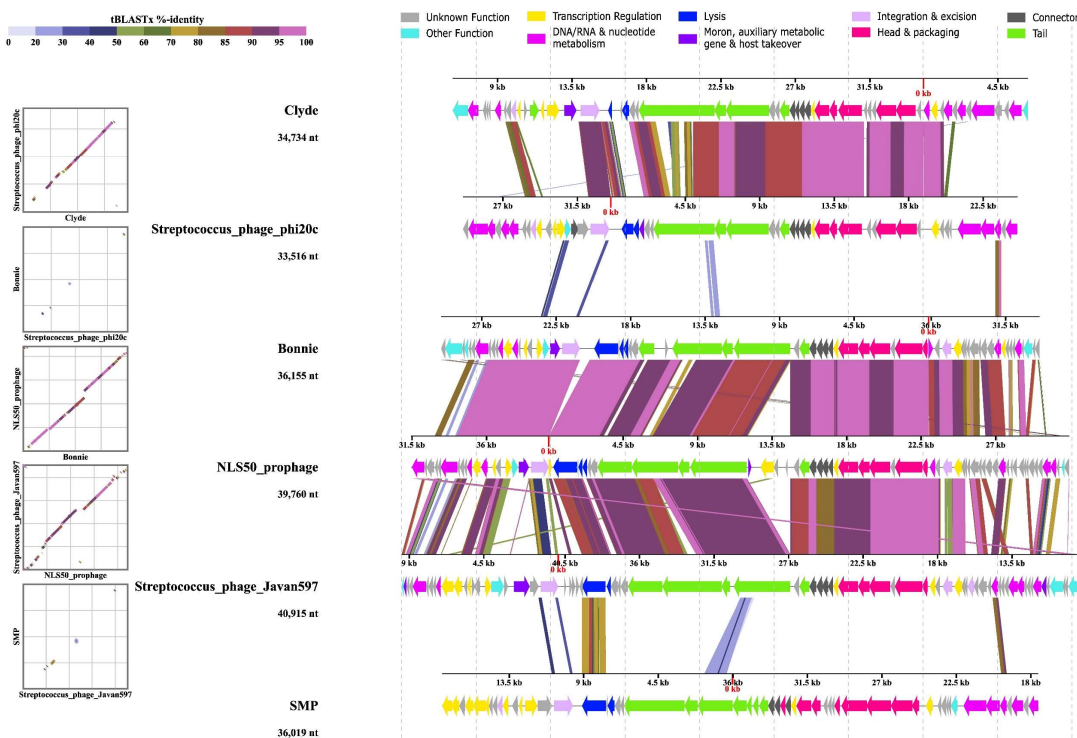 tBLASTx %-identity
0 20 30 40 50 60 70 80 85 90 95 100
Unknown Function
Other Function
Transcription Regulation
DNA/RNA & nucleotide
metabolism
Lysis
Moron, auxiliary metabolic
gene & host takeover
Integration & excision
Head & packaging
Connector
Tail
9 kb 13.5 kb 18 kb 22.5 kb 27 kb 31.5 kb 0 kb 4.5 kb
Streptococcus_phage_phi20c
Clyde
Clyde
34,734 nt
27 kb 31.5 kb 0 kb 4.5 kb 9 kb 13.5 kb 18 kb 22.5 kb
Streptococcus_phage_phi20c
33,516 nt
Bonnie
Streptococcus_phage_phi20c
27 kb 22.5 kb 18 kb 13.5 kb 9 kb 4.5 kb 36 kb 0 kb 31.5 kb
Bonnie
36,155 nt
NLS50_prophage
Bonnie
31.5 kb 36 kb 0 kb 4.5 kb 9 kb 13.5 kb 18 kb 22.5 kb 27 kb
NLS50_prophage
39,760 nt
Streptococcus_phage_Javan597
NLS50_prophage
9 kb 4.5 kb 40.5 kb 0 kb 36 kb 31.5 kb 27 kb 22.5 kb 18 kb 13.5 kb
Streptococcus_phage_Javan597
40,915 nt
SMP
Streptococcus_phage_Javan597
13.5 kb 9 kb 4.5 kb 36 kb 0 kb 31.5 kb 27 kb 22.5 kb 18 kb
SMP
36,019 nt